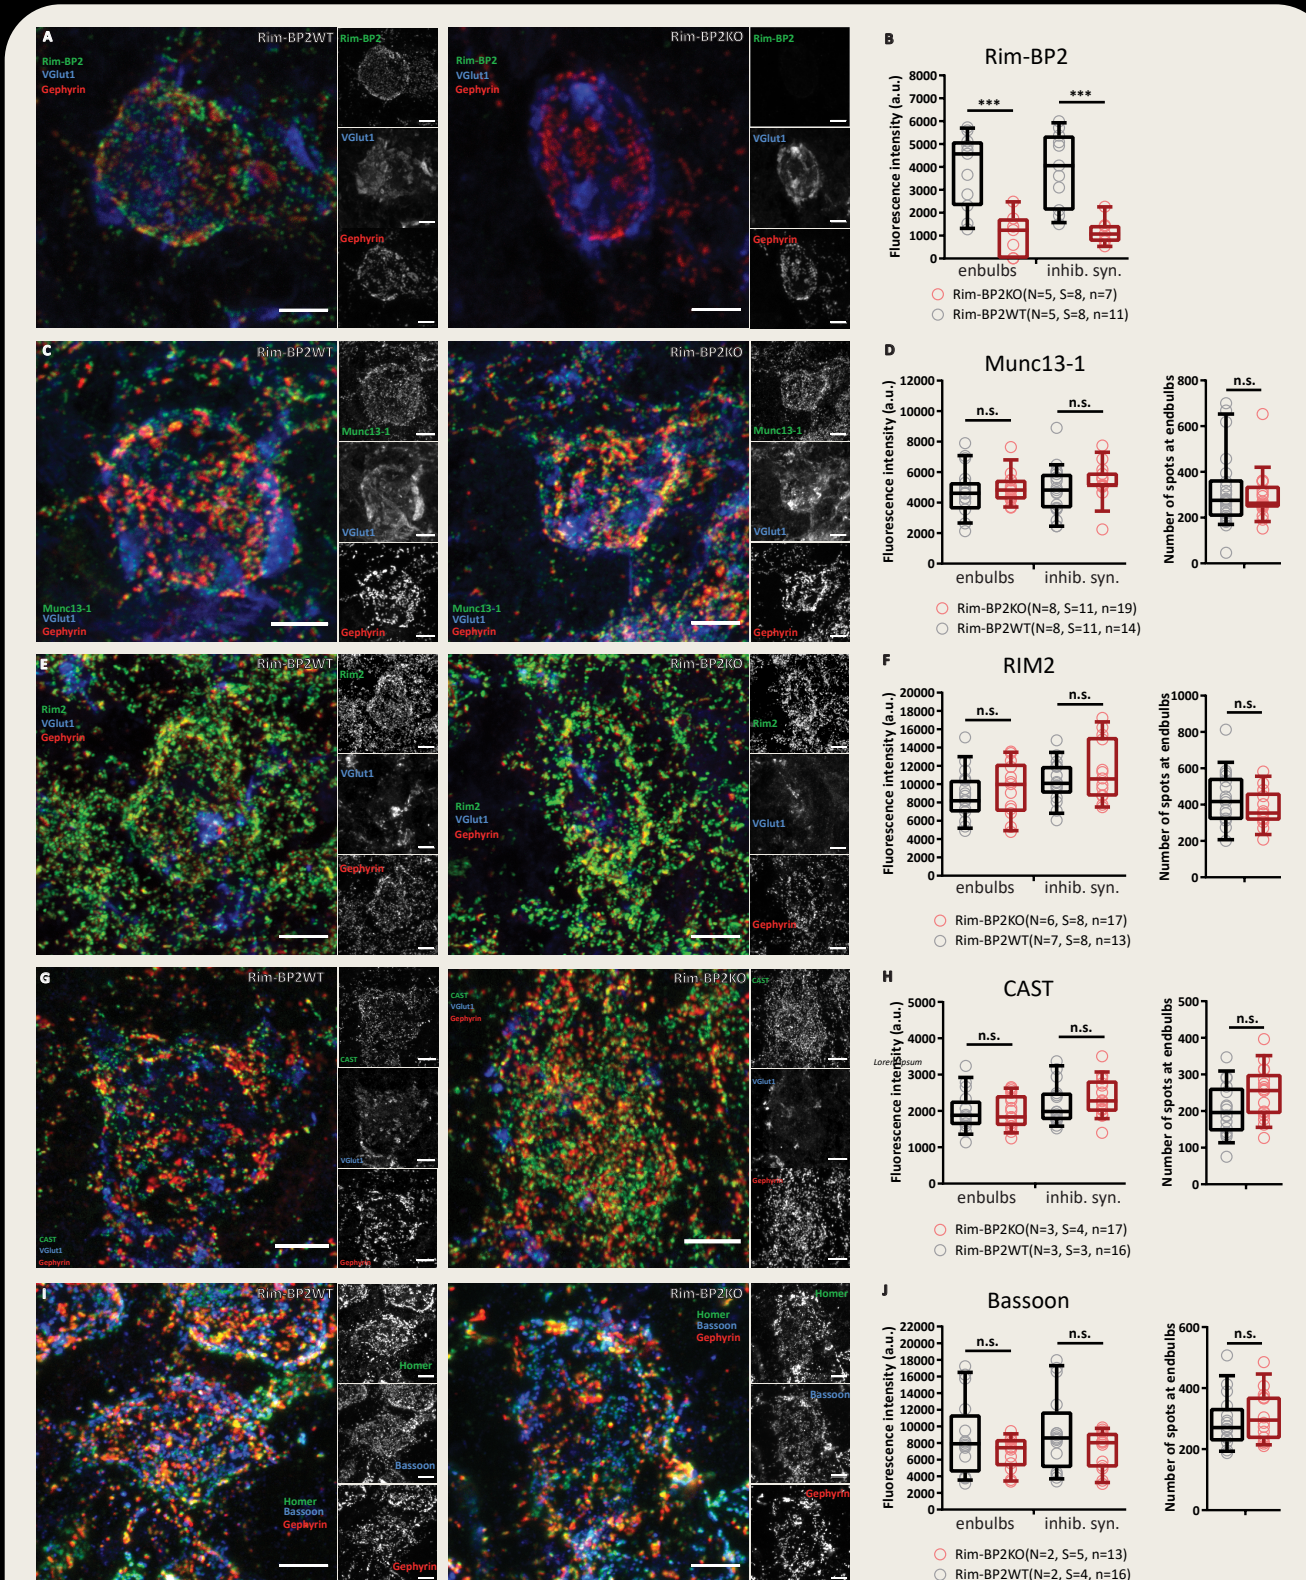 A
Rim-BP2WT
Rim-BP2
VGlut1
Gephyrin
Rim-BP2
VGlut1
Gephyrin
Rim-BP2KO
Rim-BP2
VGlut1
Gephyrin
Rim-BP2
VGlut1
Gephyrin
B
Rim-BP2
Fluorescence intensity (a.u.)
8000
7000
6000
5000
4000
3000
2000
1000
0
***
***
enbulbs
inhib. syn.
Rim-BP2KO(N=5, S=8, n=7)
Rim-BP2WT(N=5, S=8, n=11)
C
Rim-BP2WT
Munc13-1
VGlut1
Gephyrin
Munc13-1
VGlut1
Gephyrin
Rim-BP2KO
Munc13-1
VGlut1
Gephyrin
Munc13-1
VGlut1
Gephyrin
D
Munc13-1
Fluorescence intensity (a.u.)
12000
10000
8000
6000
4000
2000
0
n.s.
n.s.
enbulbs
inhib. syn.
Number of spots at endbulbs
800
600
400
200
0
n.s.
Rim-BP2KO(N=8, S=11, n=19)
Rim-BP2WT(N=8, S=11, n=14)
E
Rim-BP2WT
Rim2
VGlut1
Gephyrin
Rim2
VGlut1
Gephyrin
Rim-BP2KO
Rim2
VGlut1
Gephyrin
Rim2
VGlut1
Gephyrin
F
RIM2
Fluorescence intensity (a.u.)
20000
18000
16000
14000
12000
10000
8000
6000
4000
2000
0
n.s.
n.s.
enbulbs
inhib. syn.
Number of spots at endbulbs
1000
800
600
400
200
0
n.s.
Rim-BP2KO(N=6, S=8, n=17)
Rim-BP2WT(N=7, S=8, n=13)
G
Rim-BP2WT
CAST
VGlut1
Gephyrin
CAST
VGlut1
Gephyrin
Rim-BP2KO
CAST
VGlut1
Gephyrin
CAST
VGlut1
Gephyrin
H
CAST
Fluorescence intensity (a.u.)
Lorem ipsum
5000
4000
3000
2000
1000
0
n.s.
n.s.
enbulbs
inhib. syn.
Number of spots at endbulbs
500
400
300
200
100
0
n.s.
Rim-BP2KO(N=3, S=4, n=17)
Rim-BP2WT(N=3, S=3, n=16)
I
Rim-BP2WT
Homer
Bassoon
Gephyrin
Homer
Bassoon
Gephyrin
Rim-BP2KO
Homer
Bassoon
Gephyrin
Homer
Bassoon
Gephyrin
J
Bassoon
Fluorescence intensity (a.u.)
22000
20000
18000
16000
14000
12000
10000
8000
6000
4000
2000
0
n.s.
n.s.
enbulbs
inhib. syn.
Number of spots at endbulbs
600
400
200
0
n.s.
Rim-BP2KO(N=2, S=5, n=13)
Rim-BP2WT(N=2, S=4, n=16)